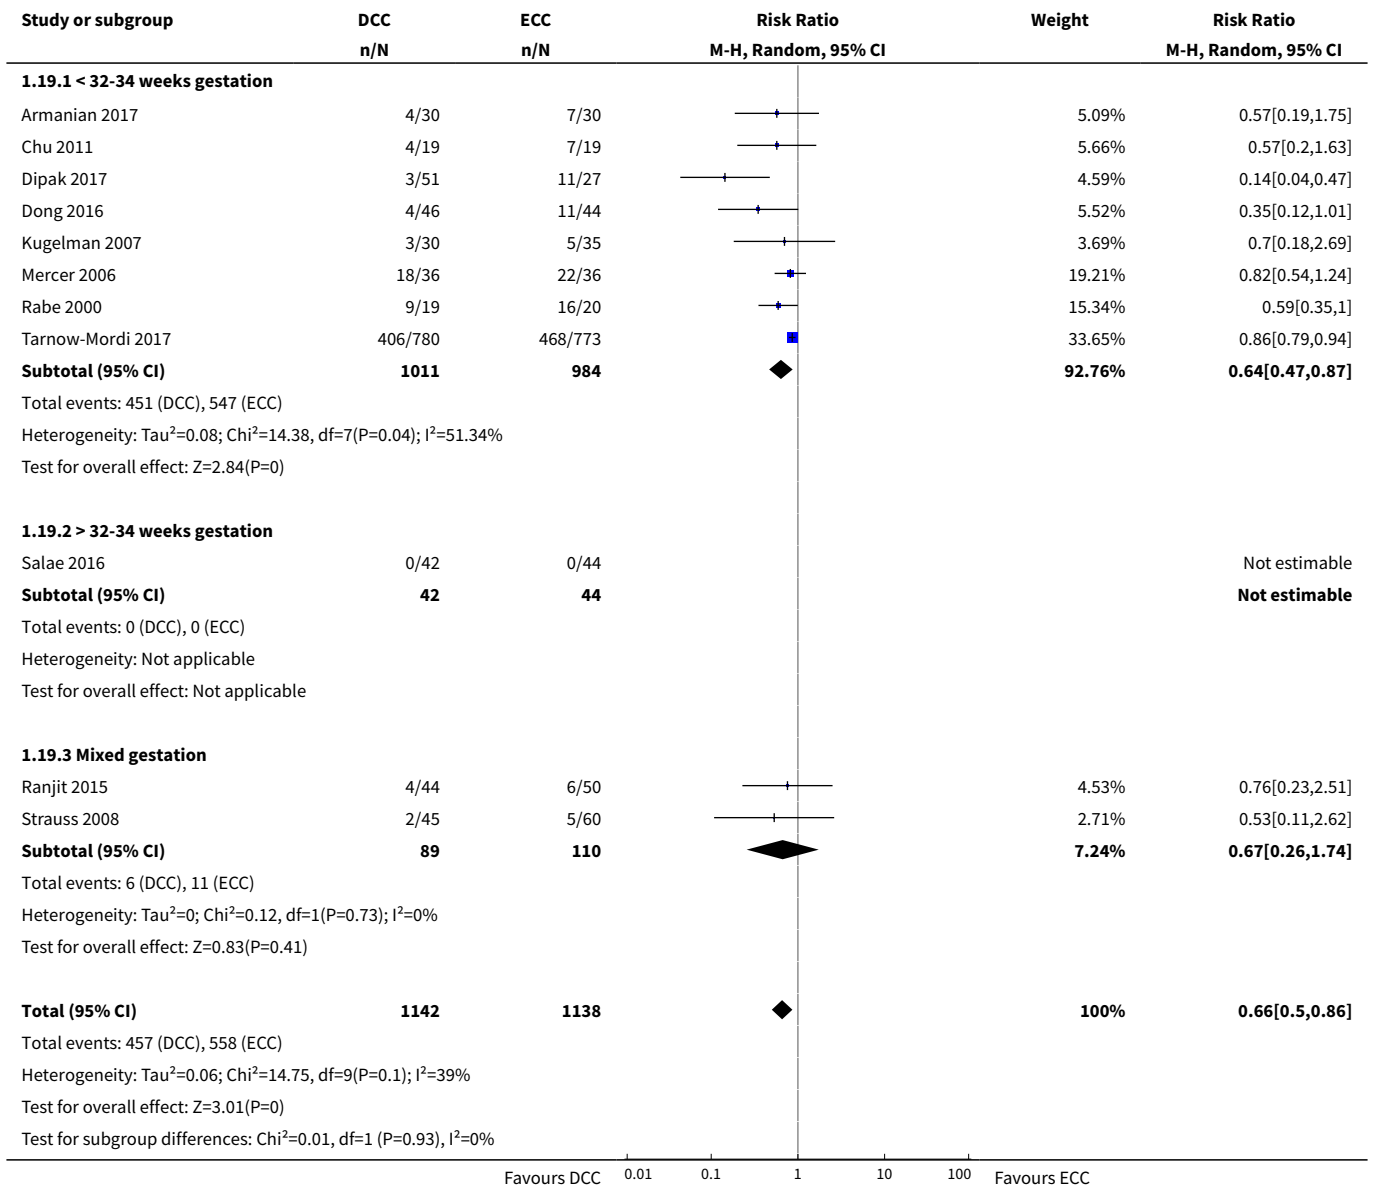 Study or subgroup DCC ECC Risk Ratio Weight Risk Ratio
n/N n/N M-H, Random, 95% CI M-H, Random, 95% CI
1.19.1 < 32-34 weeks gestation
Armanian 2017 4/30 7/30 5.09% 0.57[0.19,1.75]
Chu 2011 4/19 7/19 5.66% 0.57[0.2,1.63]
Dipak 2017 3/51 11/27 4.59% 0.14[0.04,0.47]
Dong 2016 4/46 11/44 5.52% 0.35[0.12,1.01]
Kugelman 2007 3/30 5/35 3.69% 0.7[0.18,2.69]
Mercer 2006 18/36 22/36 19.21% 0.82[0.54,1.24]
Rabe 2000 9/19 16/20 15.34% 0.59[0.35,1]
Tarnow-Mordi 2017 406/780 468/773 33.65% 0.86[0.79,0.94]
Subtotal (95% CI) 1011 984 92.76% 0.64[0.47,0.87]
Total events: 451 (DCC), 547 (ECC)
Heterogeneity: Tau²=0.08; Chi²=14.38, df=7(P=0.04); I²=51.34%
Test for overall effect: Z=2.84(P=0)
1.19.2 > 32-34 weeks gestation
Salae 2016 0/42 0/44 Not estimable
Subtotal (95% CI) 42 44 Not estimable
Total events: 0 (DCC), 0 (ECC)
Heterogeneity: Not applicable
Test for overall effect: Not applicable
1.19.3 Mixed gestation
Ranjit 2015 4/44 6/50 4.53% 0.76[0.23,2.51]
Strauss 2008 2/45 5/60 2.71% 0.53[0.11,2.62]
Subtotal (95% CI) 89 110 7.24% 0.67[0.26,1.74]
Total events: 6 (DCC), 11 (ECC)
Heterogeneity: Tau²=0; Chi²=0.12, df=1(P=0.73); I²=0%
Test for overall effect: Z=0.83(P=0.41)
Total (95% CI) 1142 1138 100% 0.66[0.5,0.86]
Total events: 457 (DCC), 558 (ECC)
Heterogeneity: Tau²=0.06; Chi²=14.75, df=9(P=0.1); I²=39%
Test for overall effect: Z=3.01(P=0)
Test for subgroup differences: Chi²=0.01, df=1 (P=0.93), I²=0%
Favours DCC 0.01 0.1 1 10 100 Favours ECC